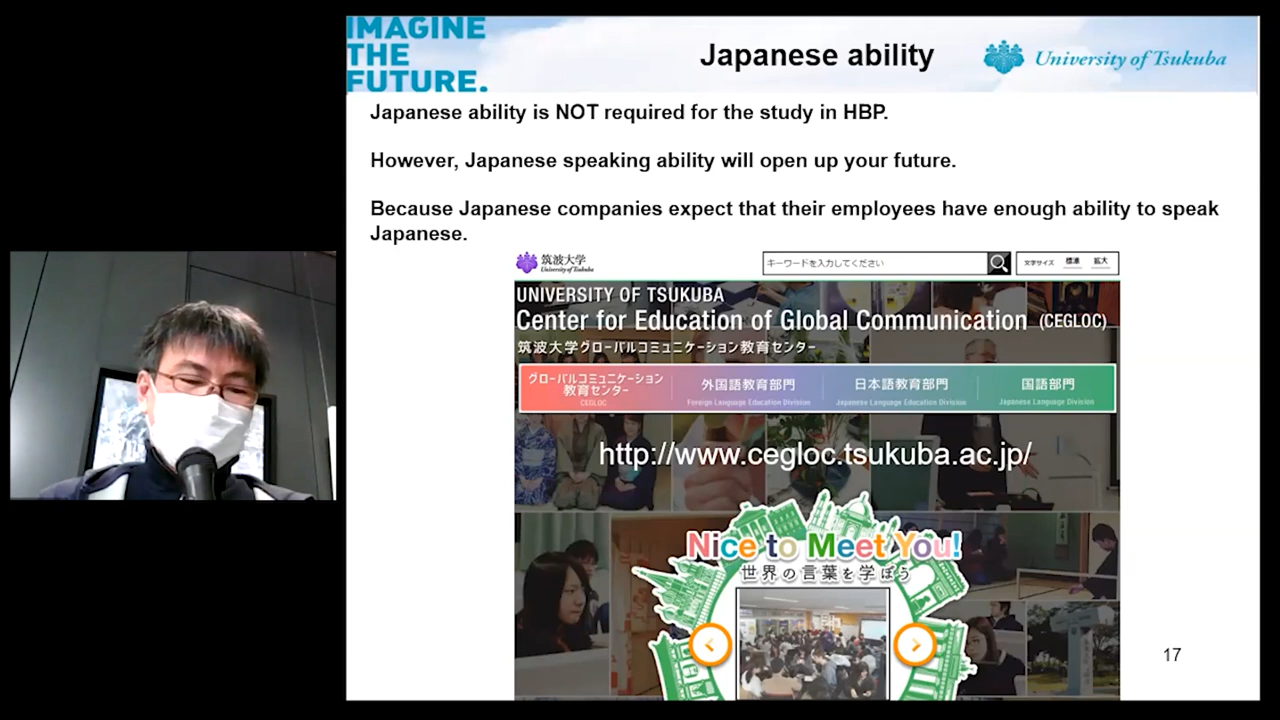 IMAGINE
THE
FUTURE.
Japanese ability
University of Tsukuba
Japanese ability is NOT required for the study in HBP.
However, Japanese speaking ability will open up your future.
Because Japanese companies expect that their employees have enough ability to speak
Japanese.
筑波大学
University of Tsukuba
キーワードを入力してください
文字サイズ 標準 拡大
UNIVERSITY OF TSUKUBA
Center for Education of Global Communication (CEGLOC)
筑波大学グローバルコミュニケーション教育センター
グローバルコミュニケーション
教育センター
CEGLOC
外国語教育部門
Foreign Language Education Division
日本語教育部門
Japanese Language Education Division
国語部門
Japanese Language Division
http://www.cegloc.tsukuba.ac.jp/
Nice to Meet You!
世界の言葉を学ぼう
17